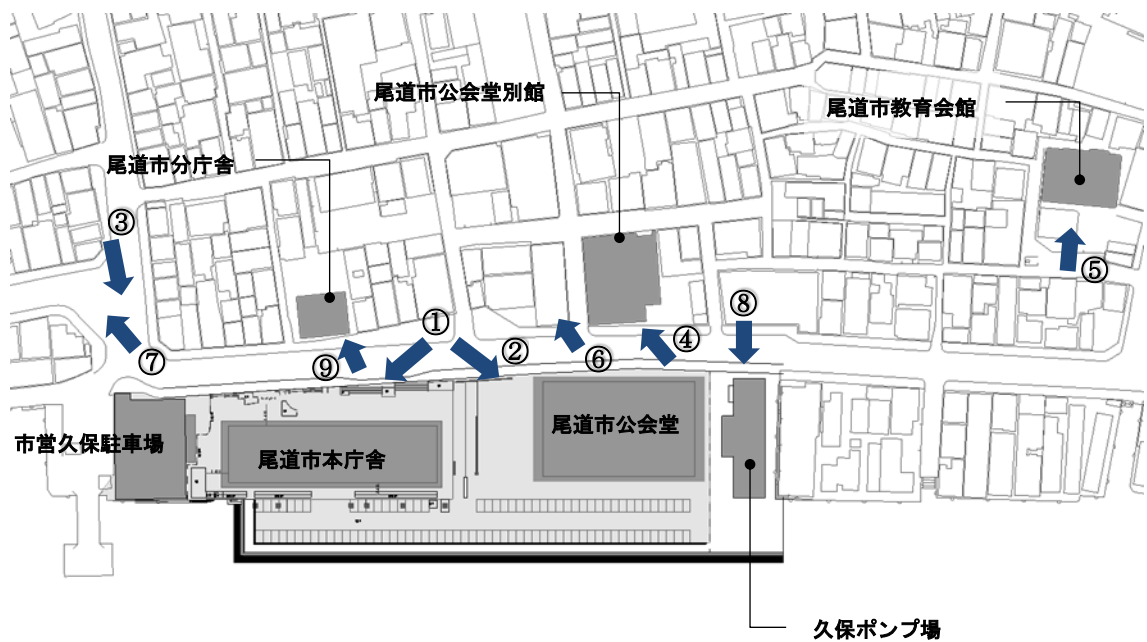 尾道市公会堂別館
尾道市教育会館
尾道市分庁舎
③
⑤
①
⑧
②
④
⑦
⑨
⑥
市営久保駐車場
尾道市本庁舎
尾道市公会堂
久保ポンプ場